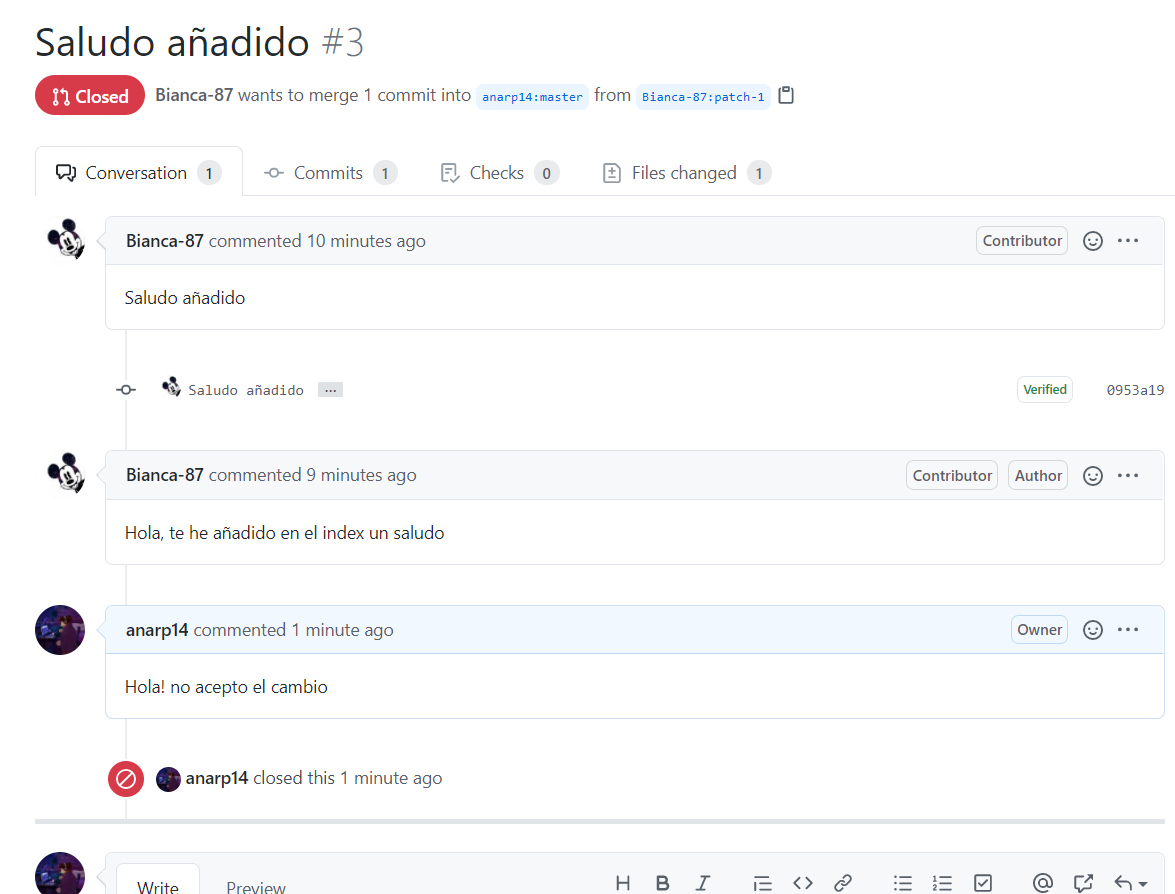 Saludo añadido #3
Closed Bianca-87 wants to merge 1 commit into anarp14:master from Bianca-87:patch-1
Conversation 1 Commits 1 Checks 0 Files changed 1
Bianca-87 commented 10 minutes ago Contributor
Saludo añadido
Saludo añadido ... Verified 0953a19
Bianca-87 commented 9 minutes ago Contributor Author
Hola, te he añadido en el index un saludo
anarp14 commented 1 minute ago Owner
Hola! no acepto el cambio
anarp14 closed this 1 minute ago
Write Preview